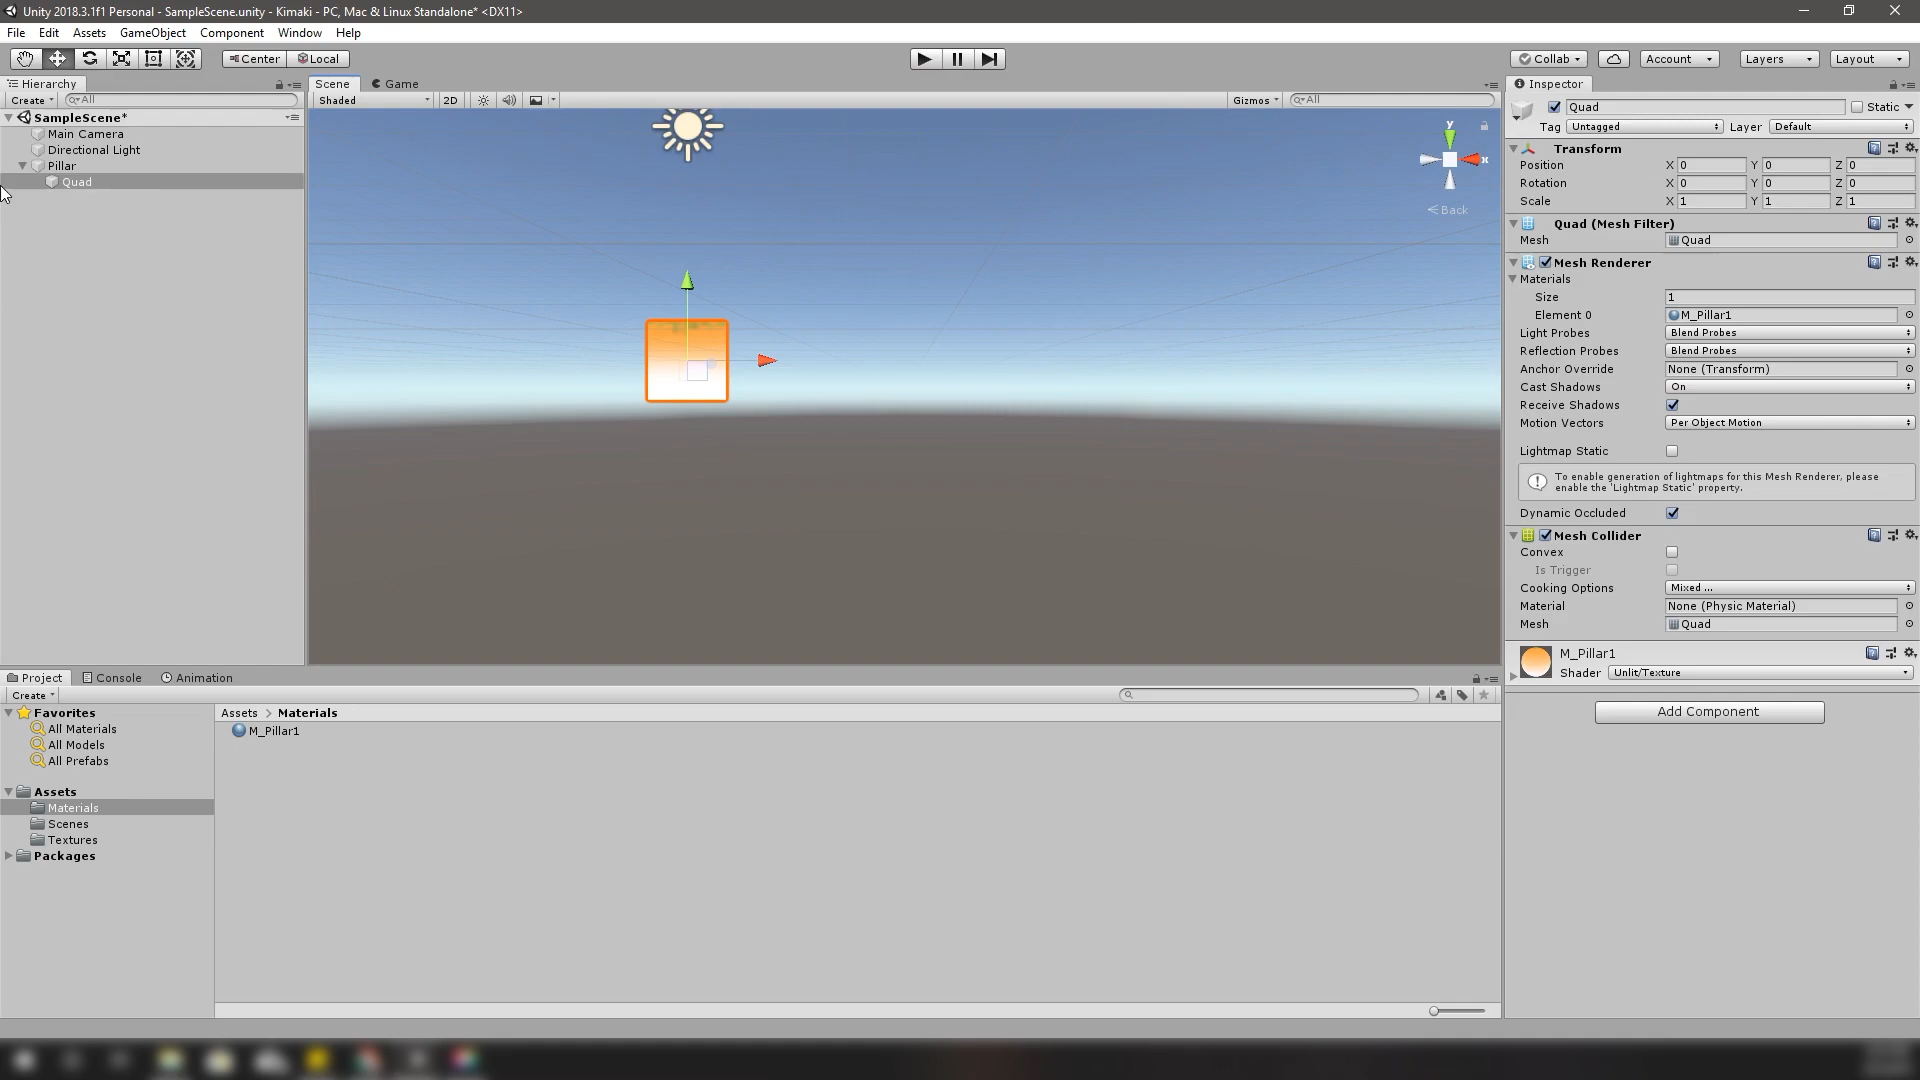 Unity 2018.3.1f1 Personal - SampleScene.unity - Kimaki - PC, Mac & Linux Standalone* <DX11>
File Edit Assets GameObject Component Window Help
Center Local Collab Account Layers Layout
Hierarchy
Create All
SampleScene*
Main Camera
Directional Light
Pillar
Quad
Scene Game
Shaded 2D Gizmos All
y
x
Back
Inspector
Quad Static
Tag Untagged Layer Default
Transform
Position X 0 Y 0 Z 0
Rotation X 0 Y 0 Z 0
Scale X 1 Y 1 Z 1
Quad (Mesh Filter)
Mesh Quad
Mesh Renderer
Materials
Size 1
Element 0 M_Pillar1
Light Probes Blend Probes
Reflection Probes Blend Probes
Anchor Override None (Transform)
Cast Shadows On
Receive Shadows
Motion Vectors Per Object Motion
Lightmap Static
To enable generation of lightmaps for this Mesh Renderer, please
enable the 'Lightmap Static' property.
Dynamic Occluded
Mesh Collider
Convex
Is Trigger
Cooking Options Mixed ...
Material None (Physic Material)
Mesh Quad
M_Pillar1
Shader Unlit/Texture
Add Component
Project Console Animation
Create
Favorites
All Materials
All Models
All Prefabs
Assets
Materials
Scenes
Textures
Packages
Assets > Materials
M_Pillar1